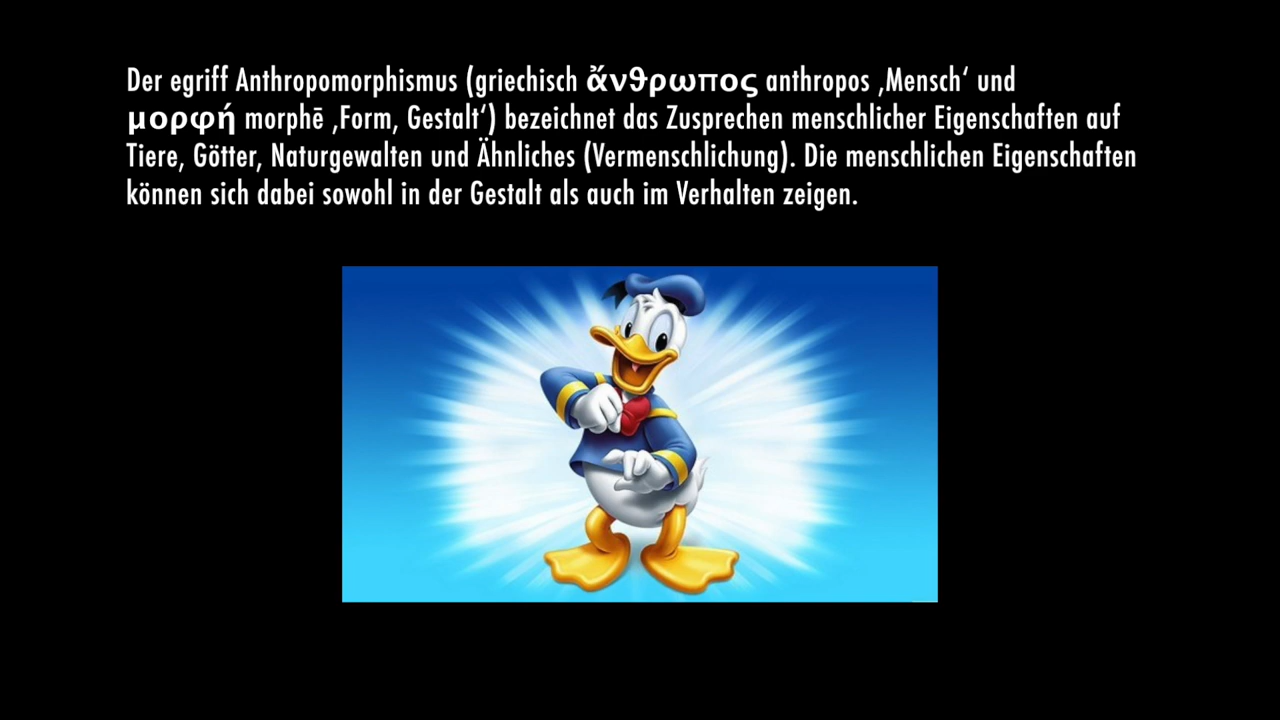 Der egriff Anthropomorphismus (griechisch ἄνθρωπος anthropos ‚Mensch‘ und
μορφή morphē ‚Form, Gestalt‘) bezeichnet das Zusprechen menschlicher Eigenschaften auf
Tiere, Götter, Naturgewalten und Ähnliches (Vermenschlichung). Die menschlichen Eigenschaften
können sich dabei sowohl in der Gestalt als auch im Verhalten zeigen.